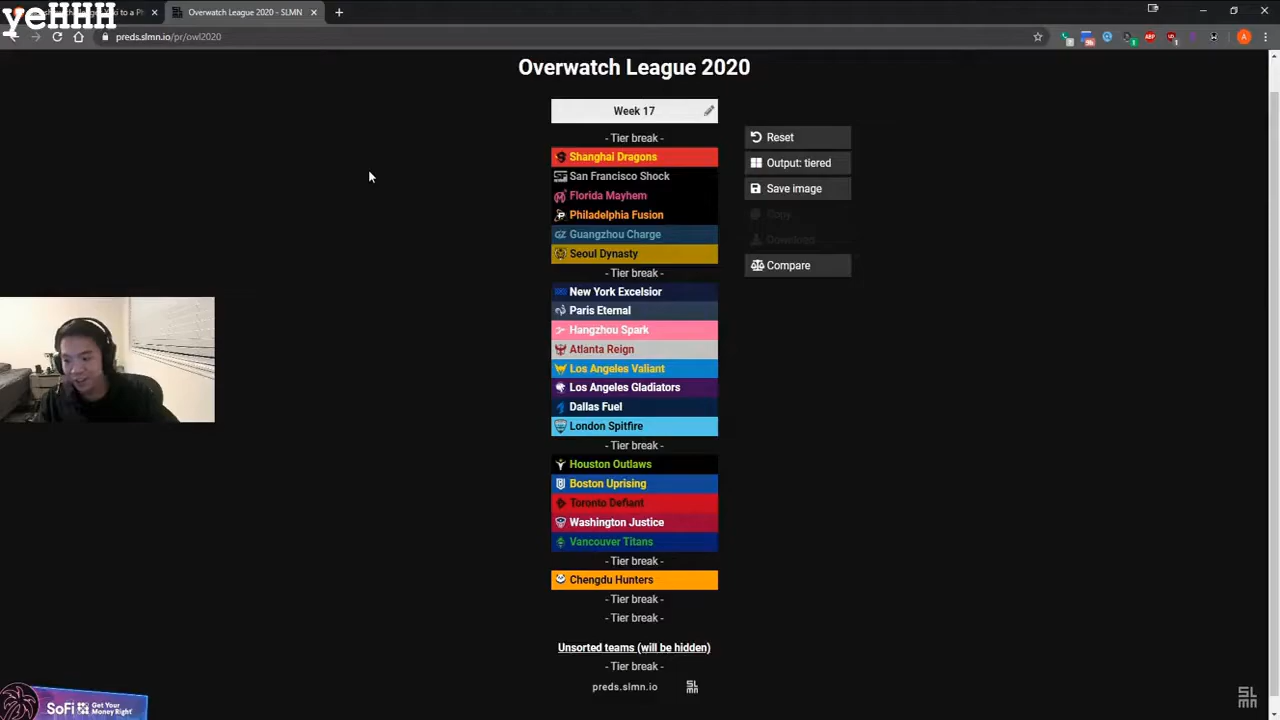 yeHHH
Overwatch League 2020 - SLMN
preds.slmn.io/pr/owl2020
Overwatch League 2020
Week 17
- Tier break -
Shanghai Dragons
San Francisco Shock
Florida Mayhem
Philadelphia Fusion
Guangzhou Charge
Seoul Dynasty
- Tier break -
New York Excelsior
Paris Eternal
Hangzhou Spark
Atlanta Reign
Los Angeles Valiant
Los Angeles Gladiators
Dallas Fuel
London Spitfire
- Tier break -
Houston Outlaws
Boston Uprising
Toronto Defiant
Washington Justice
Vancouver Titans
- Tier break -
Chengdu Hunters
- Tier break -
- Tier break -
Unsorted teams (will be hidden)
- Tier break -
preds.slmn.io
Reset
Output: tiered
Save image
Copy
Download
Compare
SoFi
Get Your
Money Right
SL
MN